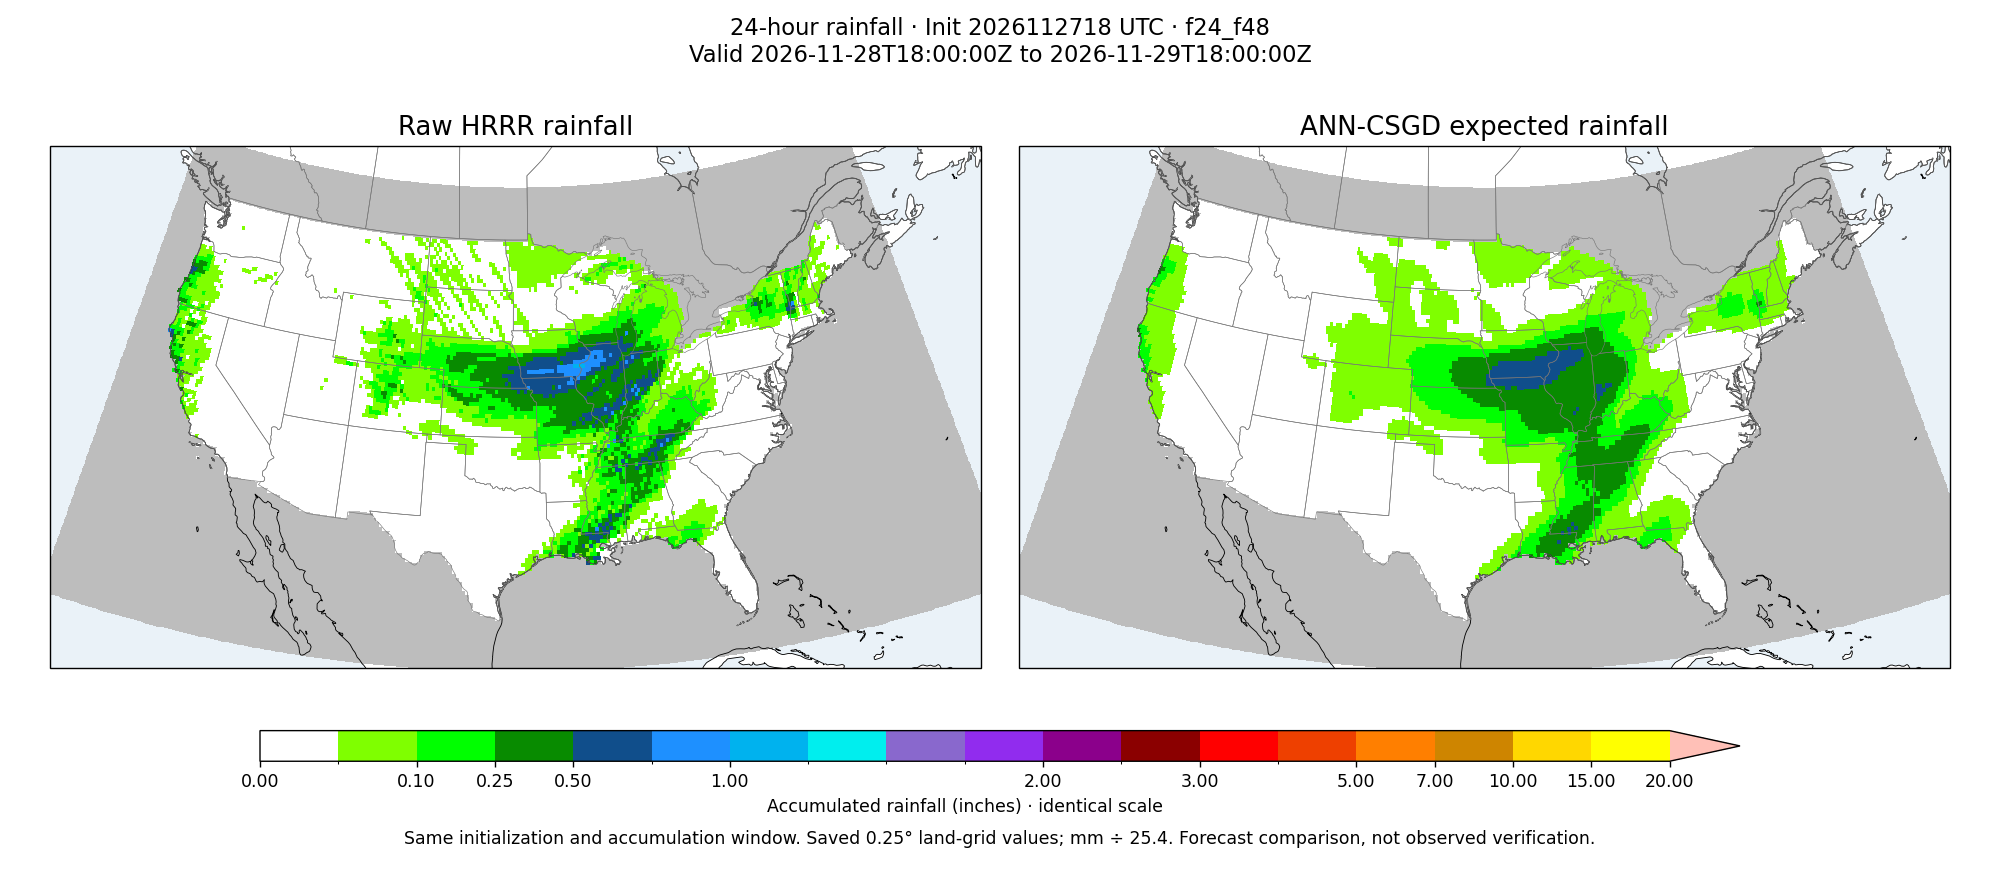 24-hour rainfall · Init 2026112718 UTC · f24_f48
Valid 2026-11-28T18:00:00Z to 2026-11-29T18:00:00Z
Raw HRRR rainfall
ANN-CSGD expected rainfall
0.00 0.10 0.25 0.50 1.00 2.00 3.00 5.00 7.00 10.00 15.00 20.00
Accumulated rainfall (inches) · identical scale
Same initialization and accumulation window. Saved 0.25° land-grid values; mm ÷ 25.4. Forecast comparison, not observed verification.